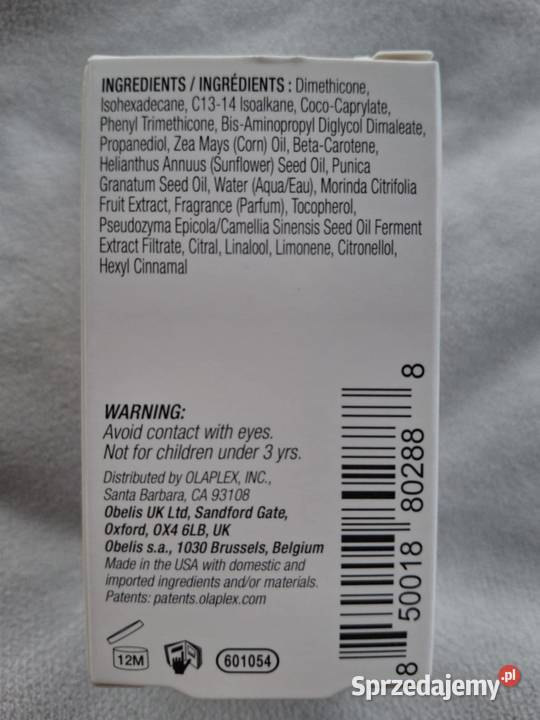 INGREDIENTS / INGRÉDIENTS : Dimethicone,
Isohexadecane, C13-14 Isoalkane, Coco-Caprylate,
Phenyl Trimethicone, Bis-Aminopropyl Diglycol Dimaleate,
Propanediol, Zea Mays (Corn) Oil, Beta-Carotene,
Helianthus Annuus (Sunflower) Seed Oil, Punica
Granatum Seed Oil, Water (Aqua/Eau), Morinda Citrifolia
Fruit Extract, Fragrance (Parfum), Tocopherol,
Pseudozyma Epicola/Camellia Sinensis Seed Oil Ferment
Extract Filtrate, Citral, Linalool, Limonene, Citronellol,
Hexyl Cinnamal
WARNING:
Avoid contact with eyes.
Not for children under 3 yrs.
Distributed by OLAPLEX, INC.,
Santa Barbara, CA 93108
Obelis UK Ltd, Sandford Gate,
Oxford, OX4 6LB, UK
Obelis s.a., 1030 Brussels, Belgium
Made in the USA with domestic and
imported ingredients and/or materials.
Patents: patents.olaplex.com
12M
601054
8 50018 80288 8
Sprzedajemy.pl